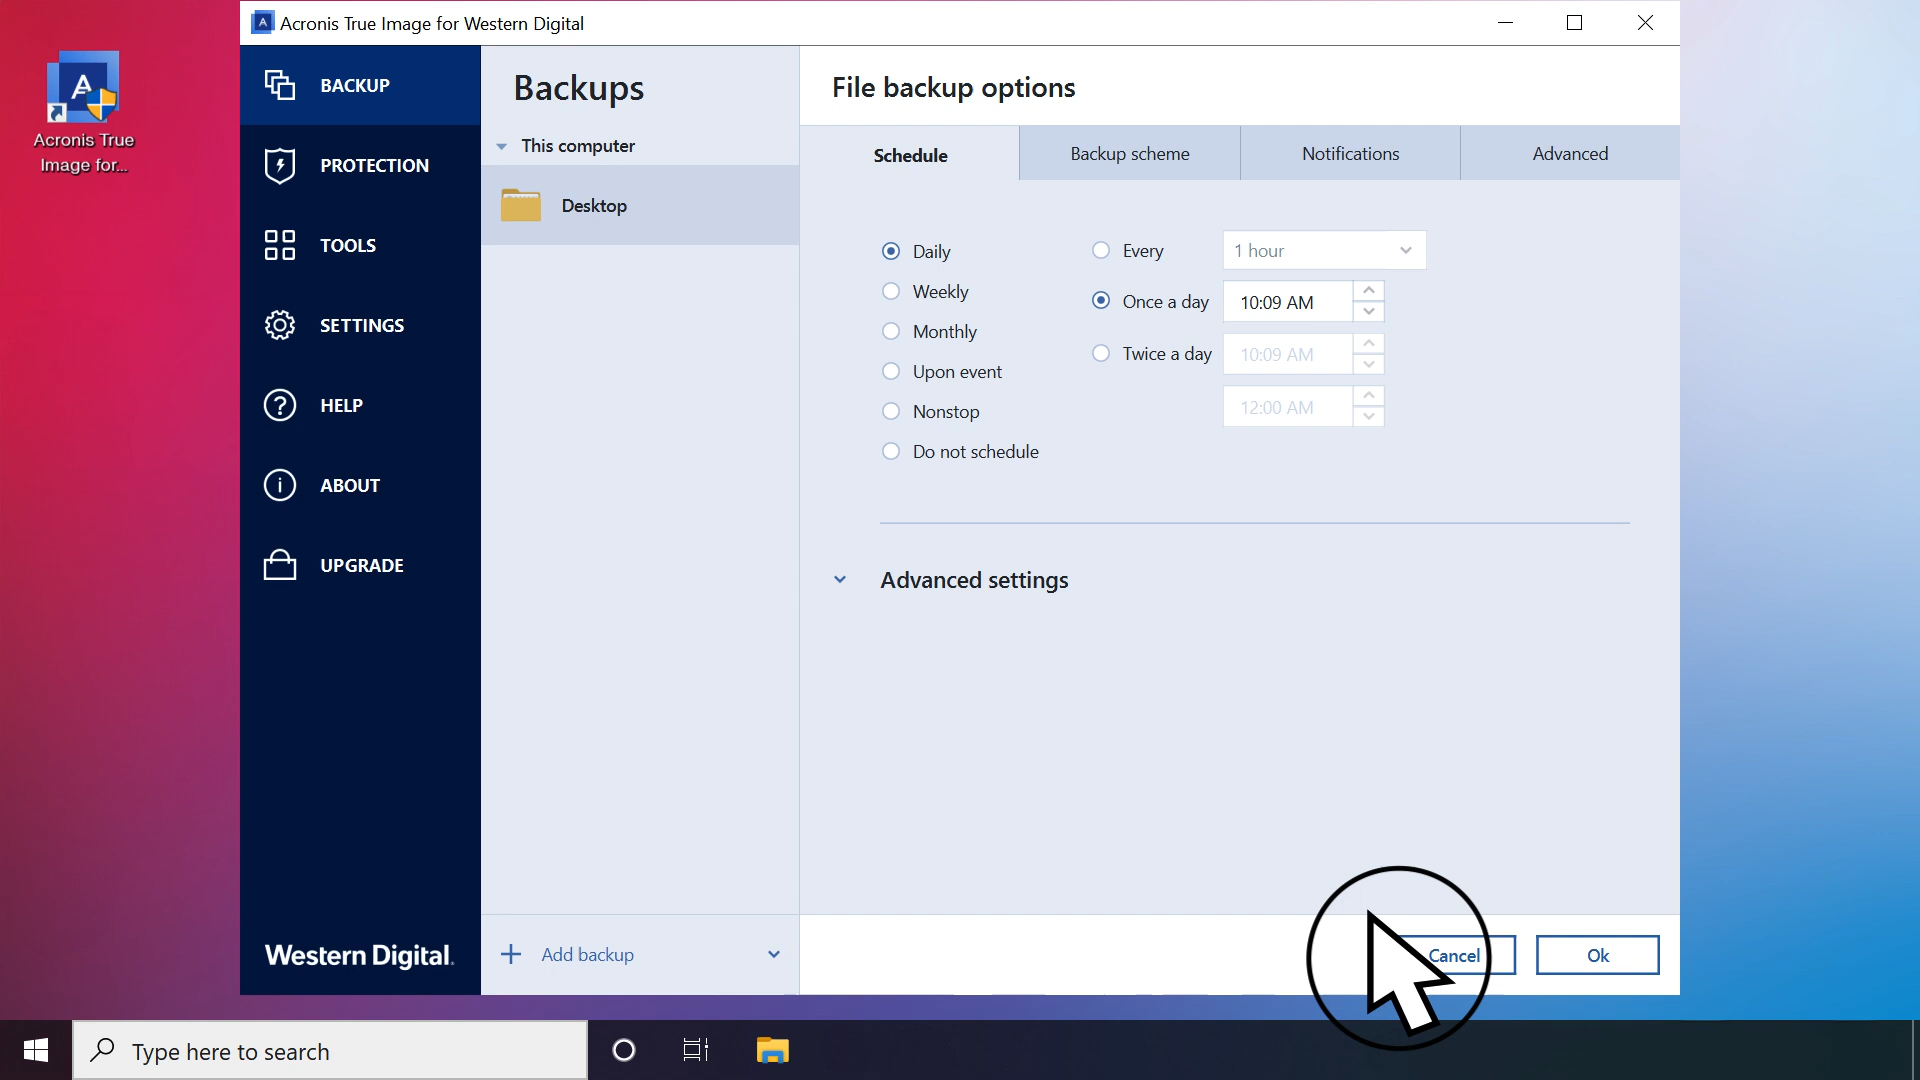 Acronis True Image for Western Digital
Acronis True
Image for...
BACKUP
PROTECTION
TOOLS
SETTINGS
HELP
ABOUT
UPGRADE
Western Digital.
Backups
This computer
Desktop
Add backup
File backup options
Schedule
Backup scheme
Notifications
Advanced
Daily
Weekly
Monthly
Upon event
Nonstop
Do not schedule
Every
1 hour
Once a day
10:09 AM
Twice a day
10:09 AM
12:00 AM
Advanced settings
Cancel
Ok
Type here to search